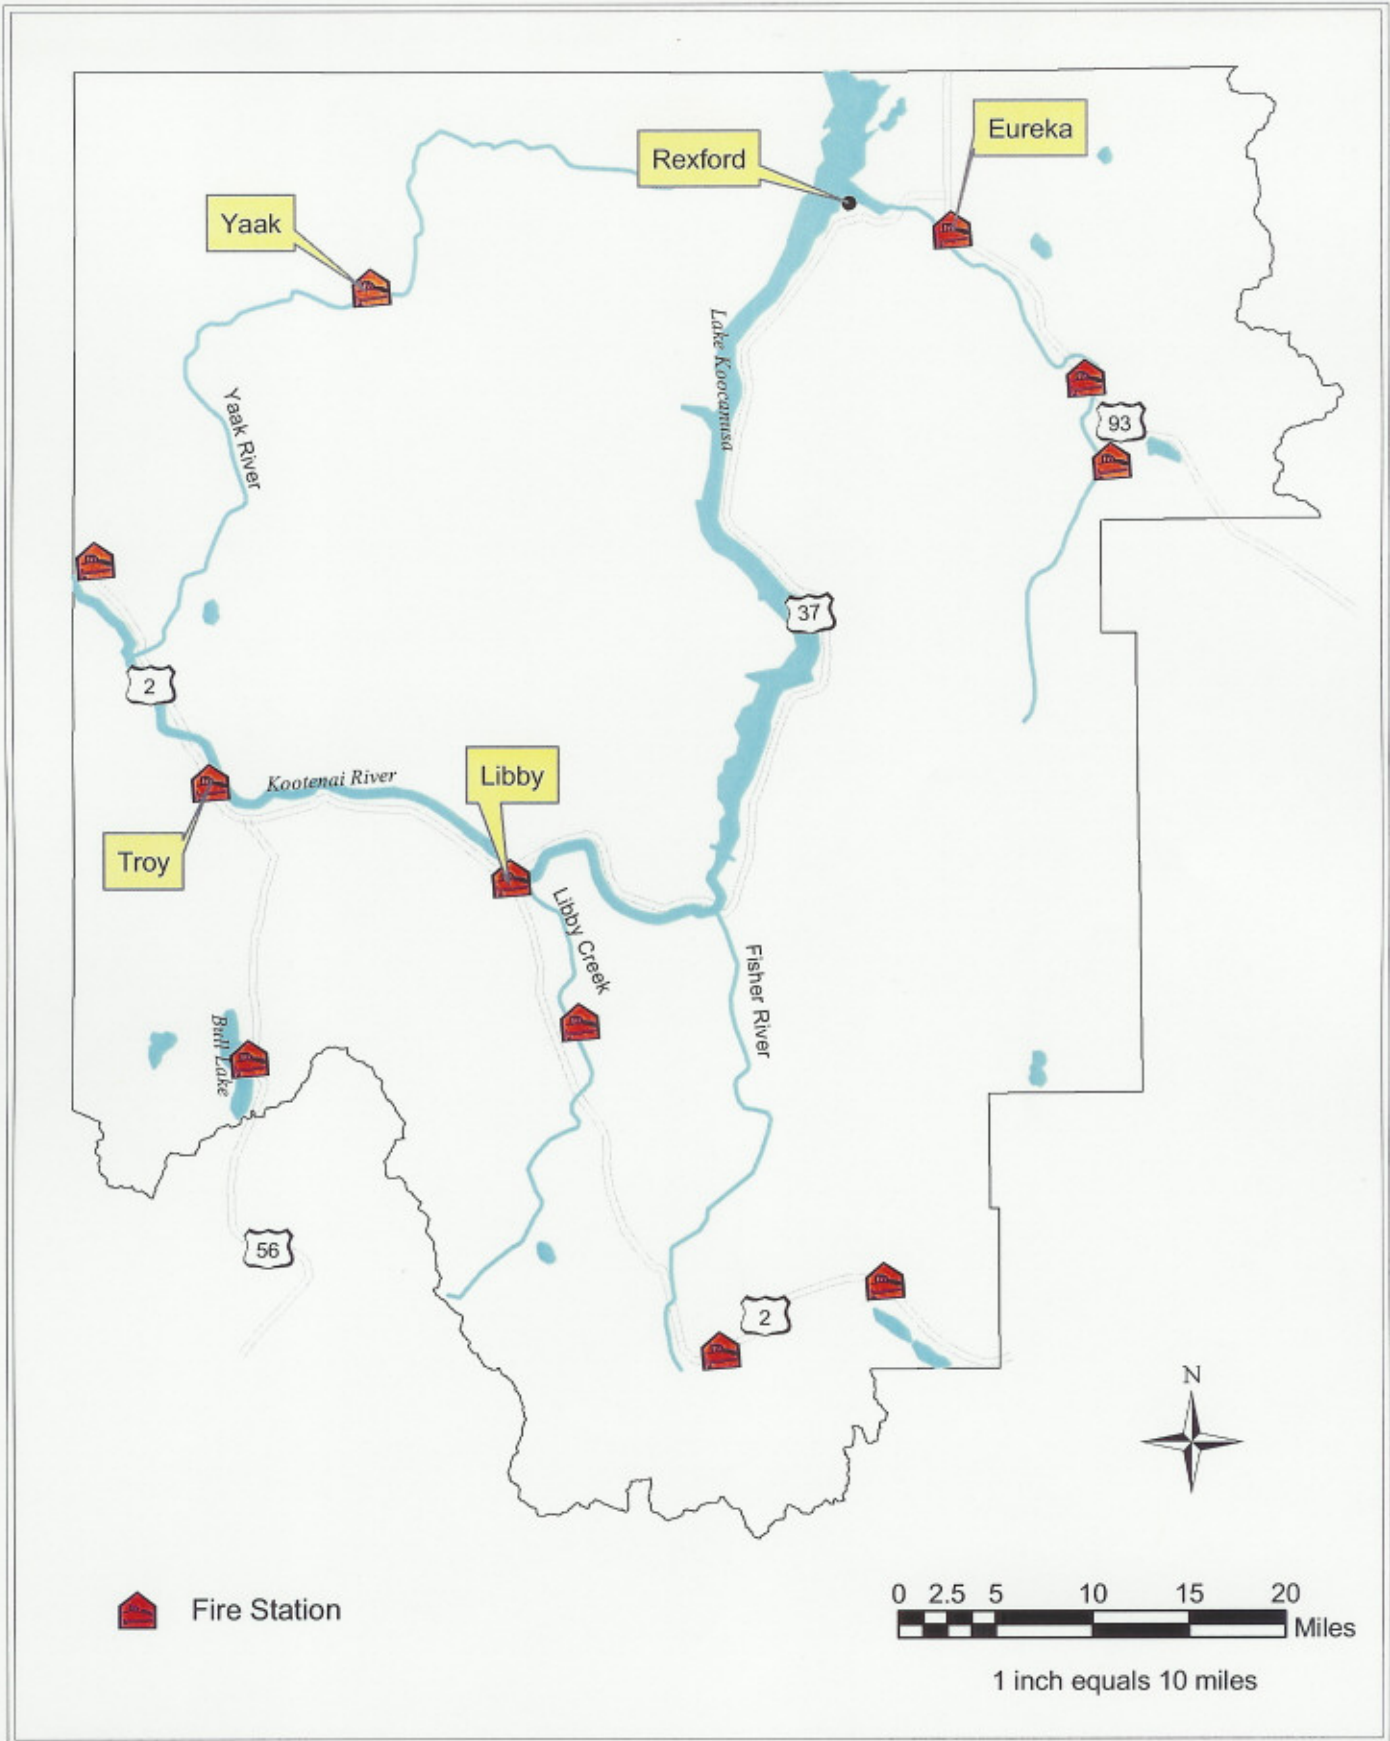 Eureka
Rexford
Yaak
Lake Koocanusa
Yaak River
93
37
2
Kootenai River
Libby
Troy
Libby Creek
Fisher River
Bull Lake
56
2
N
Fire Station
0 2.5 5 10 15 20
Miles
1 inch equals 10 miles